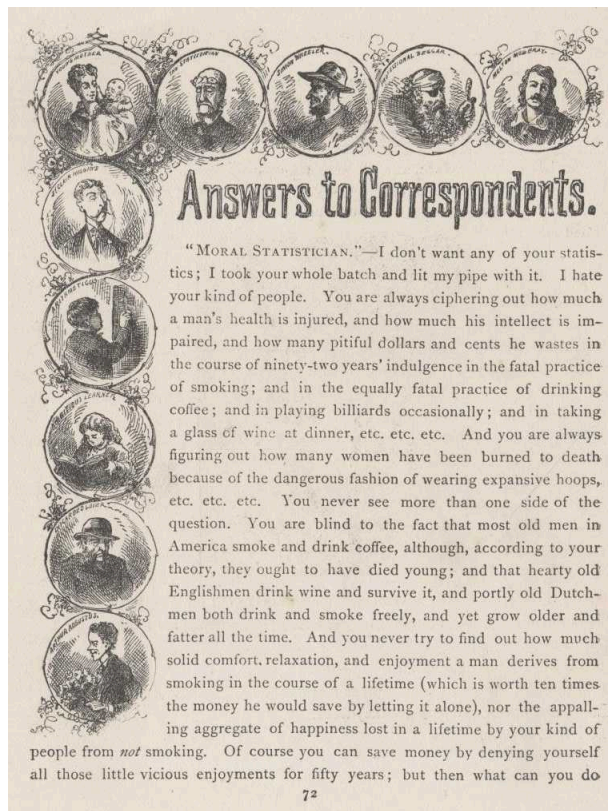 YOUNG MOTHER.
SIMON WHEELER.
PROFESSIONAL BEGGAR.
MELTON MOWBRAY.
ARTHUR AUGUSTUS.
Answers to Correspondents.
"MORAL STATISTICIAN."—I don't want any of your statis-
tics; I took your whole batch and lit my pipe with it. I hate
your kind of people. You are always ciphering out how much
a man's health is injured, and how much his intellect is im-
paired, and how many pitiful dollars and cents he wastes in
the course of ninety-two years' indulgence in the fatal practice
of smoking; and in the equally fatal practice of drinking
coffee; and in playing billiards occasionally; and in taking
a glass of wine at dinner, etc. etc. etc. And you are always
figuring out how many women have been burned to death
because of the dangerous fashion of wearing expansive hoops,
etc. etc. etc. You never see more than one side of the
question. You are blind to the fact that most old men in
America smoke and drink coffee, although, according to your
theory, they ought to have died young; and that hearty old
Englishmen drink wine and survive it, and portly old Dutch-
men both drink and smoke freely, and yet grow older and
fatter all the time. And you never try to find out how much
solid comfort, relaxation, and enjoyment a man derives from
smoking in the course of a lifetime (which is worth ten times
the money he would save by letting it alone), nor the appall-
ing aggregate of happiness lost in a lifetime by your kind of
people from not smoking. Of course you can save money by denying yourself
all those little vicious enjoyments for fifty years; but then what can you do
72